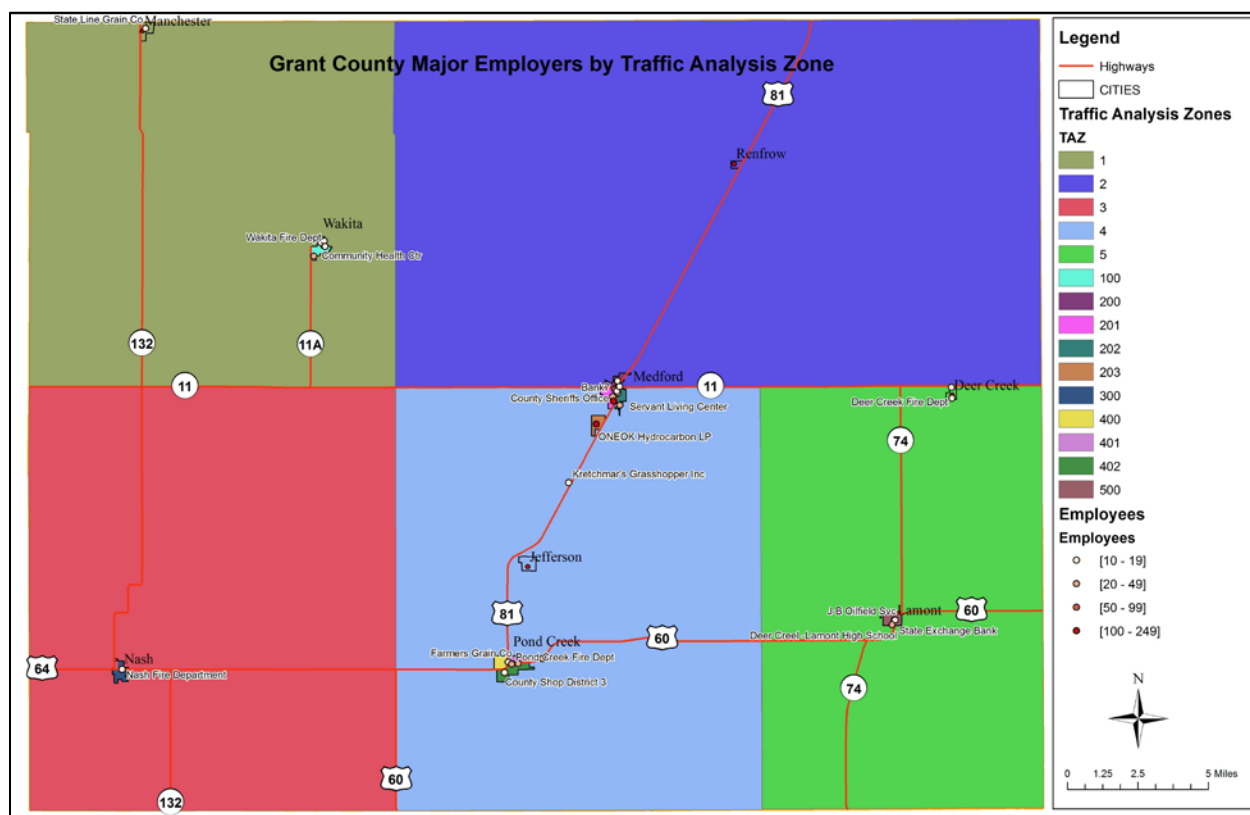 State Line Grain Co
Manchester
Grant County Major Employers by Traffic Analysis Zone
81
Renfrow
Wakita
Wakita Fire Dept
Community Health Ctr
132
11A
11
Medford
11
Bank
County Sheriffs Office
Servant Living Center
ONEOK Hydrocarbon LP
Deer Creek
Deer Creek Fire Dept
74
Kretchmar's Grasshopper Inc
Jefferson
81
60
J B Oilfield Svc
Lamont
60
State Exchange Bank
Deer Creel-Lamont High School
Pond Creek
Farmers Grain Co
Pond Creek Fire Dept
County Shop District 3
64
Nash
Nash Fire Department
74
60
132
Legend
Highways
CITIES
Traffic Analysis Zones
TAZ
1
2
3
4
5
100
200
201
202
203
300
400
401
402
500
Employees
Employees
[10 - 19]
[20 - 49]
[50 - 99]
[100 - 249]
N
0 1.25 2.5 5 Miles